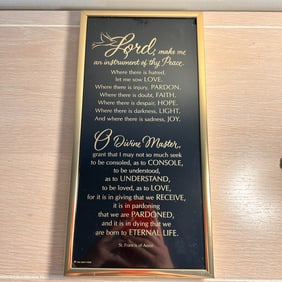 Lord, make me
an instrument of thy Peace.
Where there is hatred,
let me sow LOVE.
Where there is injury, PARDON.
Where there is doubt, FAITH.
Where there is despair, HOPE.
Where there is darkness, LIGHT.
And where there is sadness, JOY.
O Divine Master,
grant that I may not so much seek
to be consoled, as to CONSOLE,
to be understood,
as to UNDERSTAND,
to be loved, as to LOVE,
for it is in giving that we RECEIVE,
it is in pardoning
that we are PARDONED,
and it is in dying that we
are born to ETERNAL LIFE.
St. Francis of Assisi